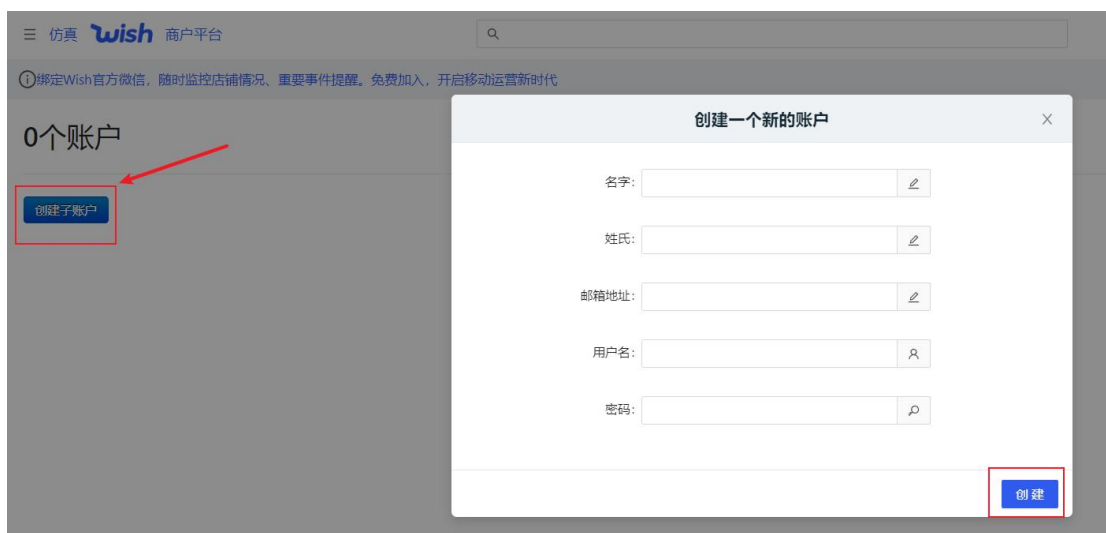 仿真 wish 商户平台
绑定Wish官方微信，随时监控店铺情况、重要事件提醒。免费加入，开启移动运营新时代
0个账户
创建子账户
创建一个新的账户
名字:
姓氏:
邮箱地址:
用户名:
密码:
创建